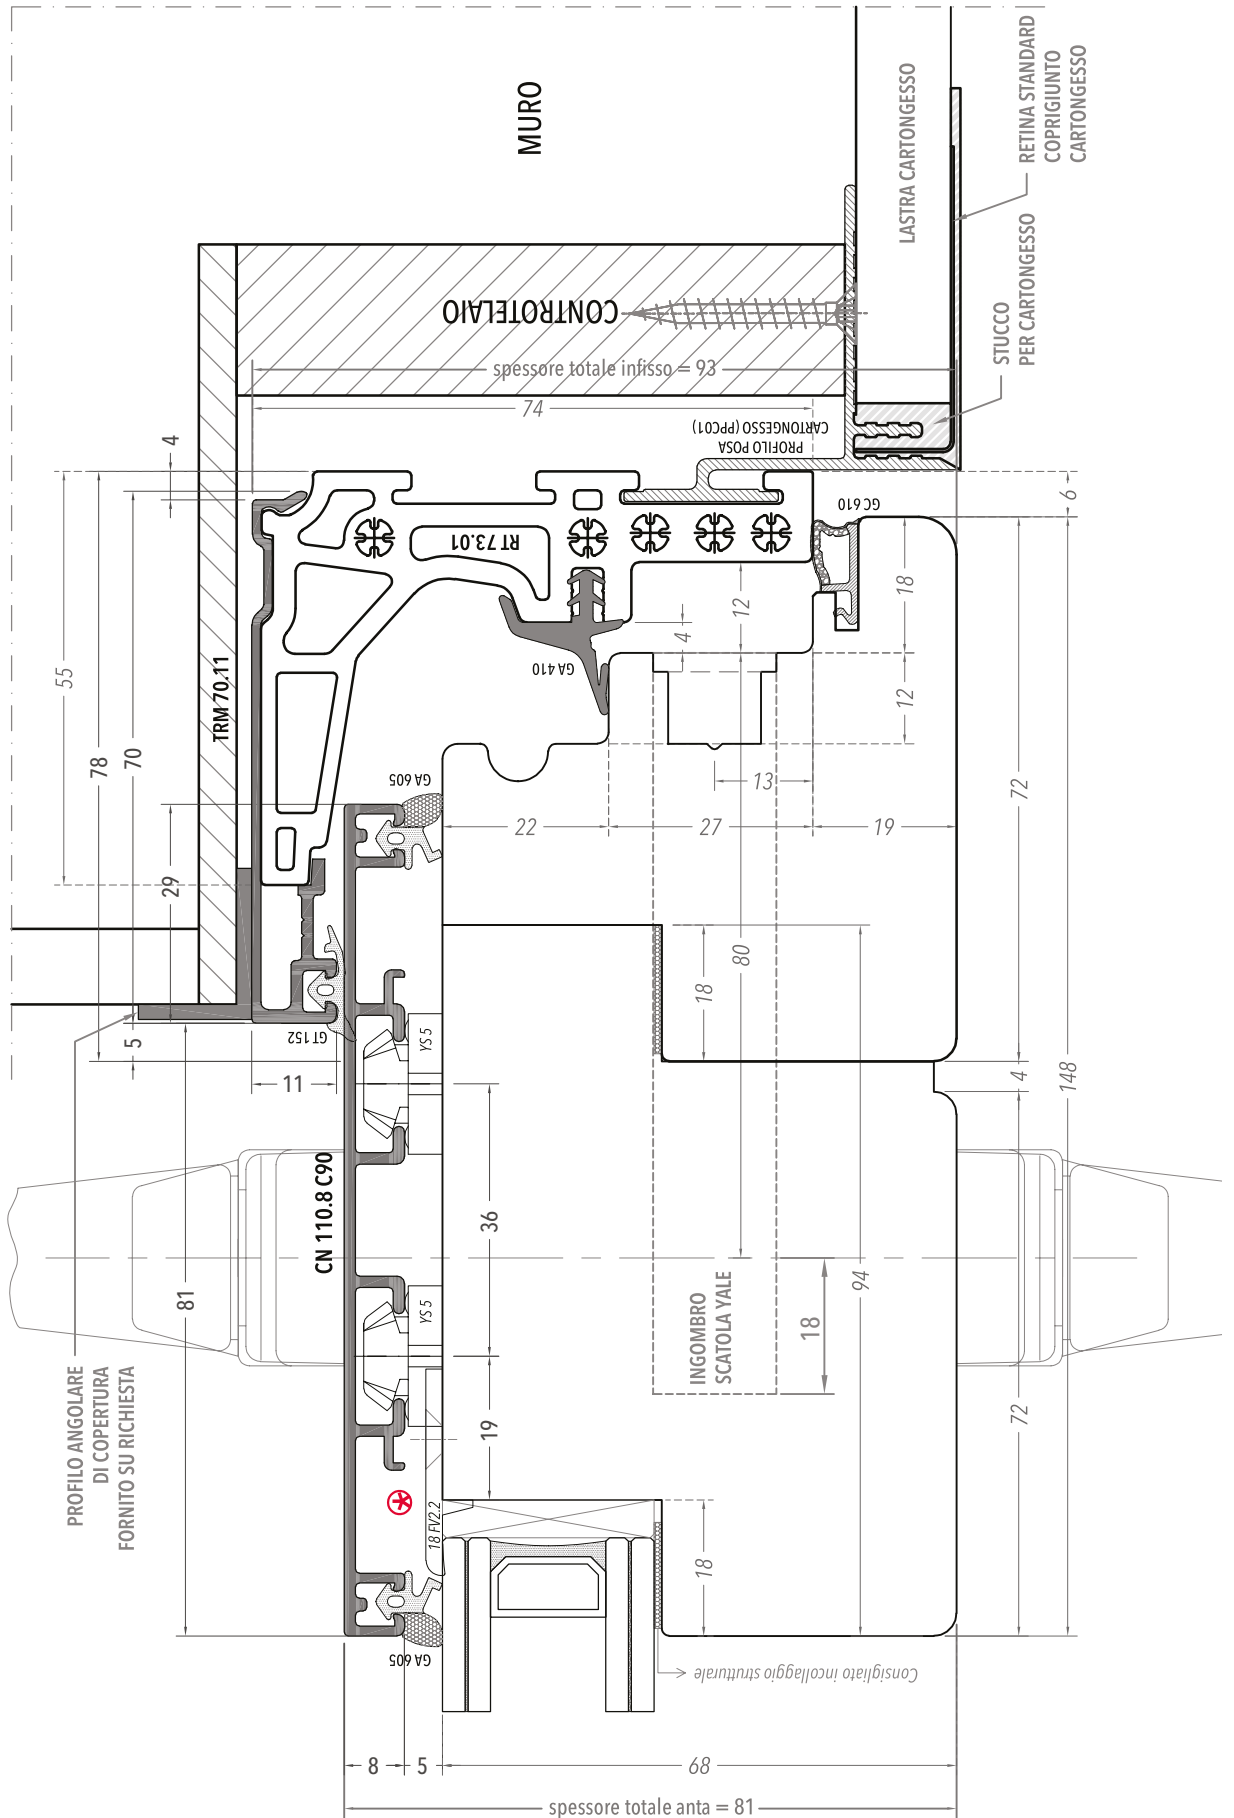 MURO
LASTRA CARTONGESSO
RETINA STANDARD
COPRIGIUNTO
CARTONGESSO
STUCCO
PER CARTONGESSO
CONTROTELAIO
spessore totale infisso = 93
74
PROFILO POSA
CARTONGESSO (PPC01)
4
6
GC 610
RT 73.01
55
78
70
TRM 70.11
GA 410
12
4
18
12
13
72
GA 605
22
27
19
29
80
18
5
GT 152
11
YS 5
4
148
CN 110.8 C90
36
81
94
YS 5
INGOMBRO
SCATOLA YALE
18
PROFILO ANGOLARE
DI COPERTURA
FORNITO SU RICHIESTA
19
72
18 FV2.2
18
GA 605
Consigliato incollaggio strutturale
8
5
68
spessore totale anta = 81